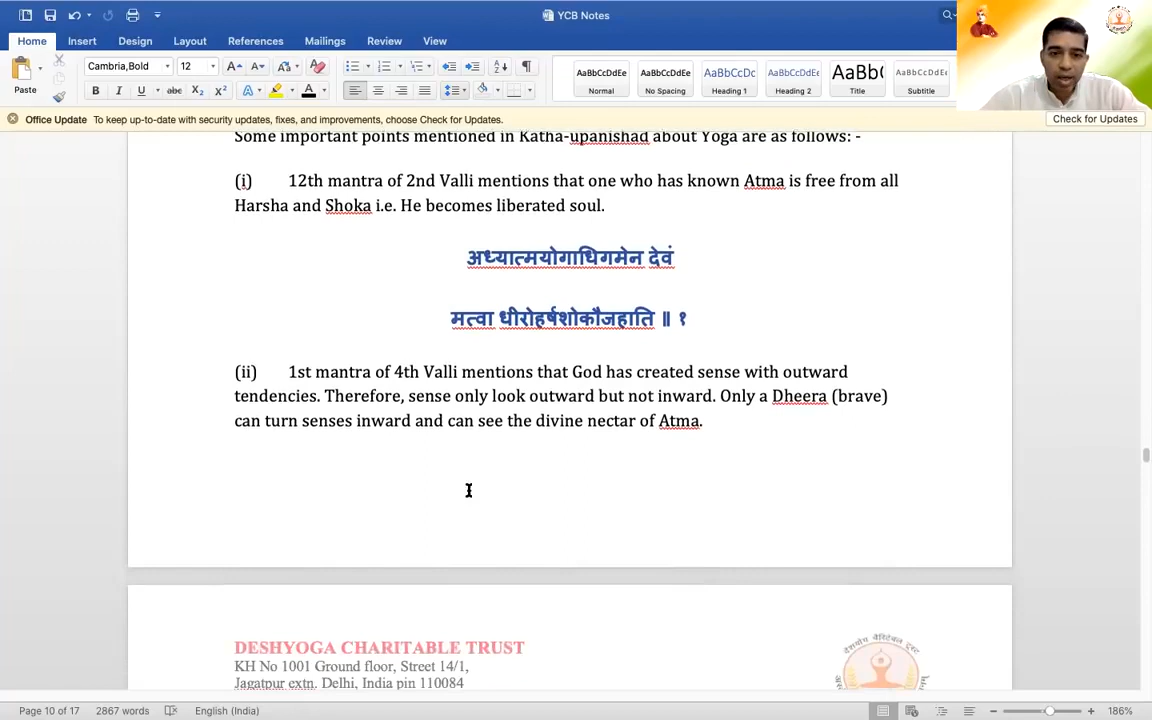 YCB Notes
Home Insert Design Layout References Mailings Review View
Paste
Cambria,Bold 12
AaBbCcDdEe AaBbCcDdEe AaBbCcDc AaBbCcDdEe AaBb( AaBbCcDdEe
Normal No Spacing Heading 1 Heading 2 Title Subtitle
Office Update To keep up-to-date with security updates, fixes, and improvements, choose Check for Updates. Check for Updates
Some important points mentioned in Katha-upanishad about Yoga are as follows: -
(i) 12th mantra of 2nd Valli mentions that one who has known Atma is free from all
Harsha and Shoka i.e. He becomes liberated soul.
अध्यात्मयोगाधिगमेन देवं
मत्वा धीरोहर्षशोकौजहाति ॥ १
(ii) 1st mantra of 4th Valli mentions that God has created sense with outward
tendencies. Therefore, sense only look outward but not inward. Only a Dheera (brave)
can turn senses inward and can see the divine nectar of Atma.
DESHYOGA CHARITABLE TRUST
KH No 1001 Ground floor, Street 14/1,
Jagatpur extn. Delhi, India pin 110084
Page 10 of 17 2867 words English (India) 186%